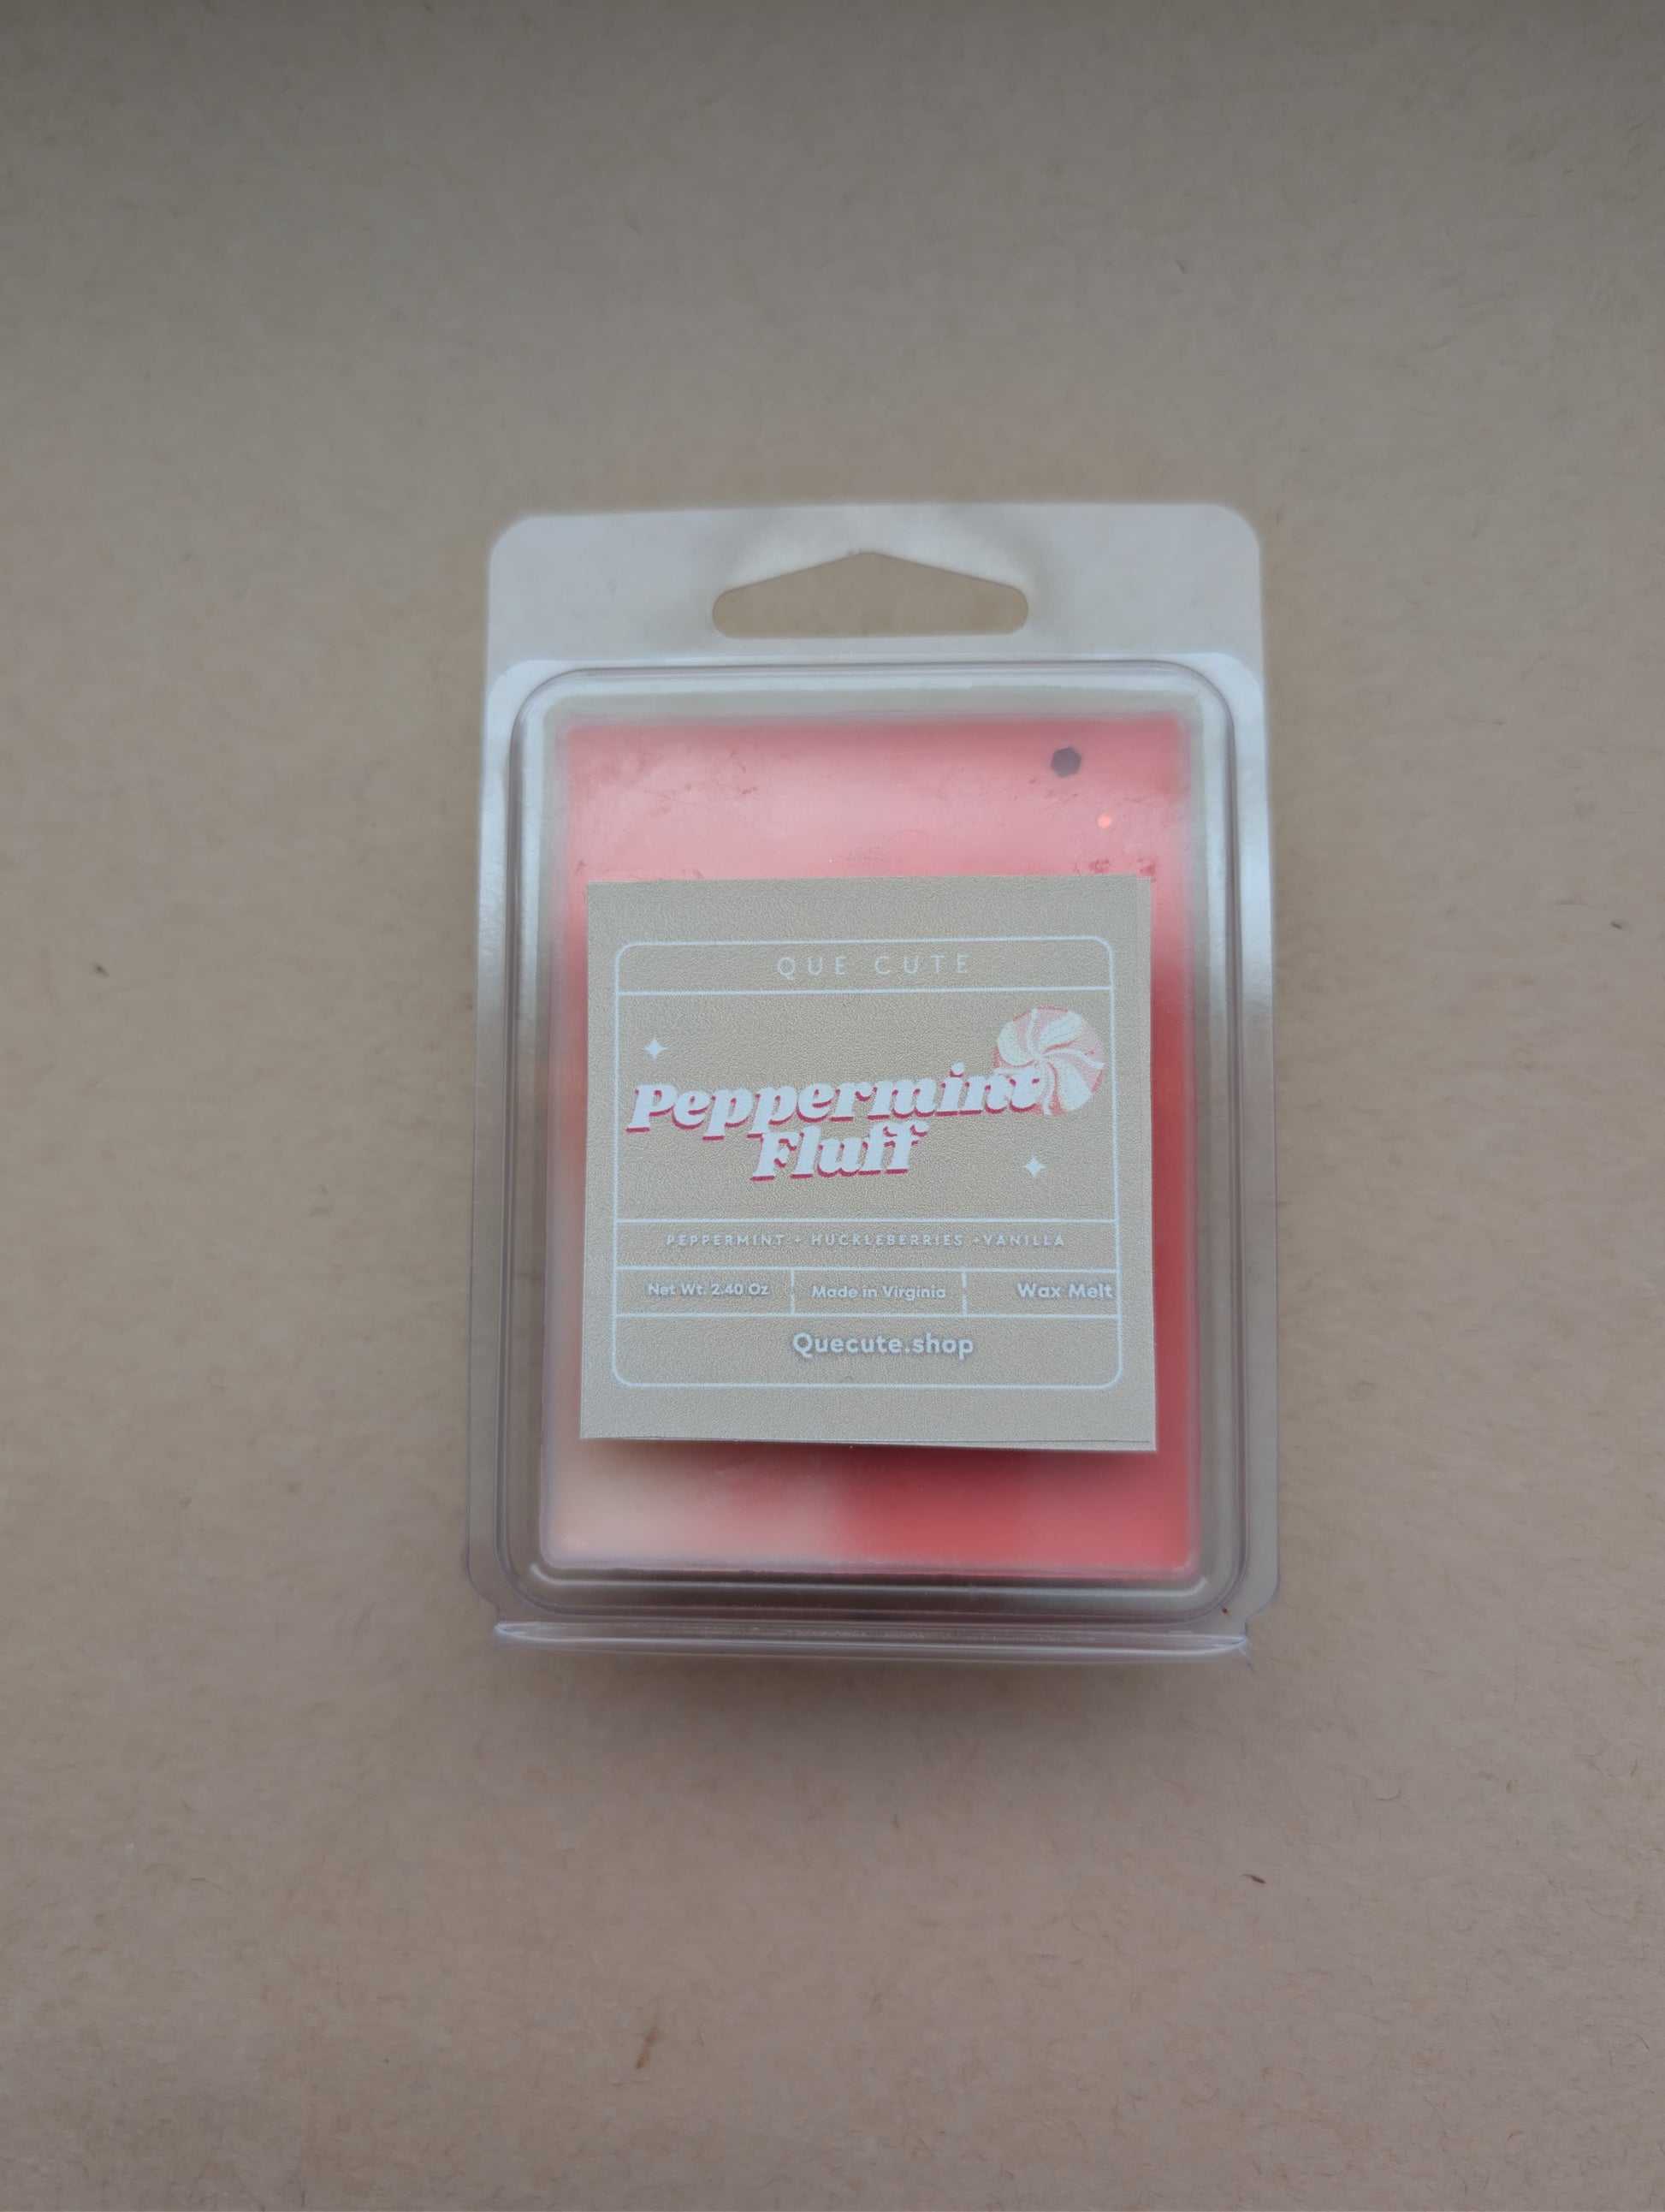 QUE CUTE
Peppermint
Fluff
PEPPERMINT + HUCKLEBERRIES +VANILLA
Net Wt. 2.40 Oz
Made in Virginia
Wax Melt
Quecute.shop